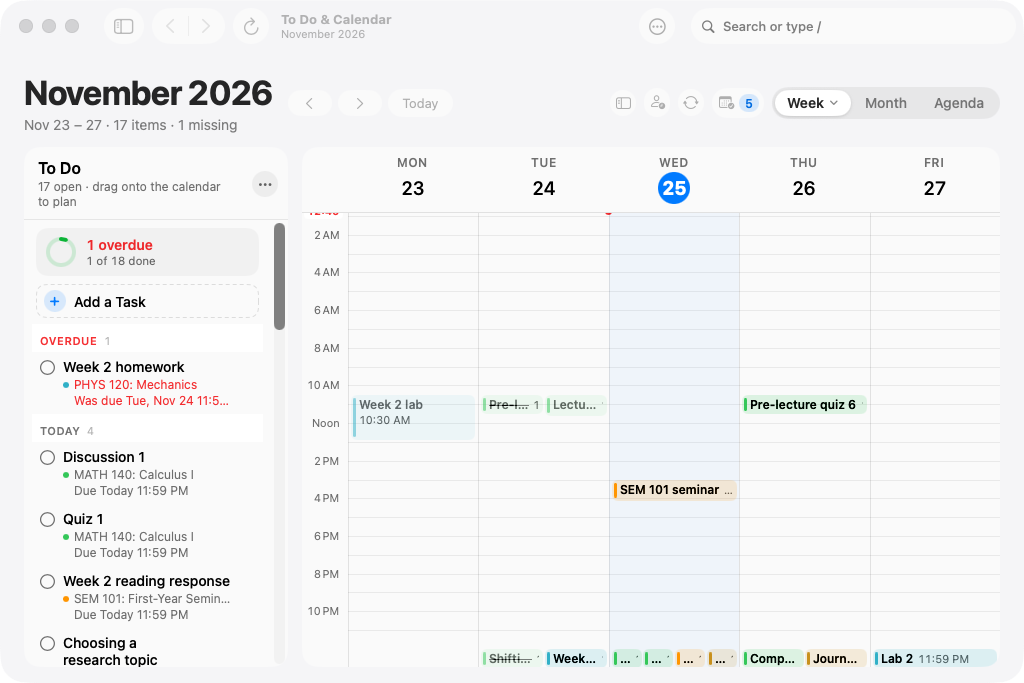 To Do & Calendar
November 2026
Search or type /
November 2026
Nov 23 – 27 · 17 items · 1 missing
Today
5
Week
Month
Agenda
To Do
17 open · drag onto the calendar
to plan
1 overdue
1 of 18 done
Add a Task
OVERDUE 1
Week 2 homework
PHYS 120: Mechanics
Was due Tue, Nov 24 11:5...
TODAY 4
Discussion 1
MATH 140: Calculus I
Due Today 11:59 PM
Quiz 1
MATH 140: Calculus I
Due Today 11:59 PM
Week 2 reading response
SEM 101: First-Year Semin...
Due Today 11:59 PM
Choosing a
research topic
MON
23
TUE
24
WED
25
THU
26
FRI
27
2 AM
4 AM
6 AM
8 AM
10 AM
Noon
2 PM
4 PM
6 PM
8 PM
10 PM
Week 2 lab
10:30 AM
Pre-l... 1
Lectu...
Pre-lecture quiz 6
SEM 101 seminar ...
Shifti...
Week...
...
...
...
...
Comp...
Journ...
Lab 2 11:59 PM